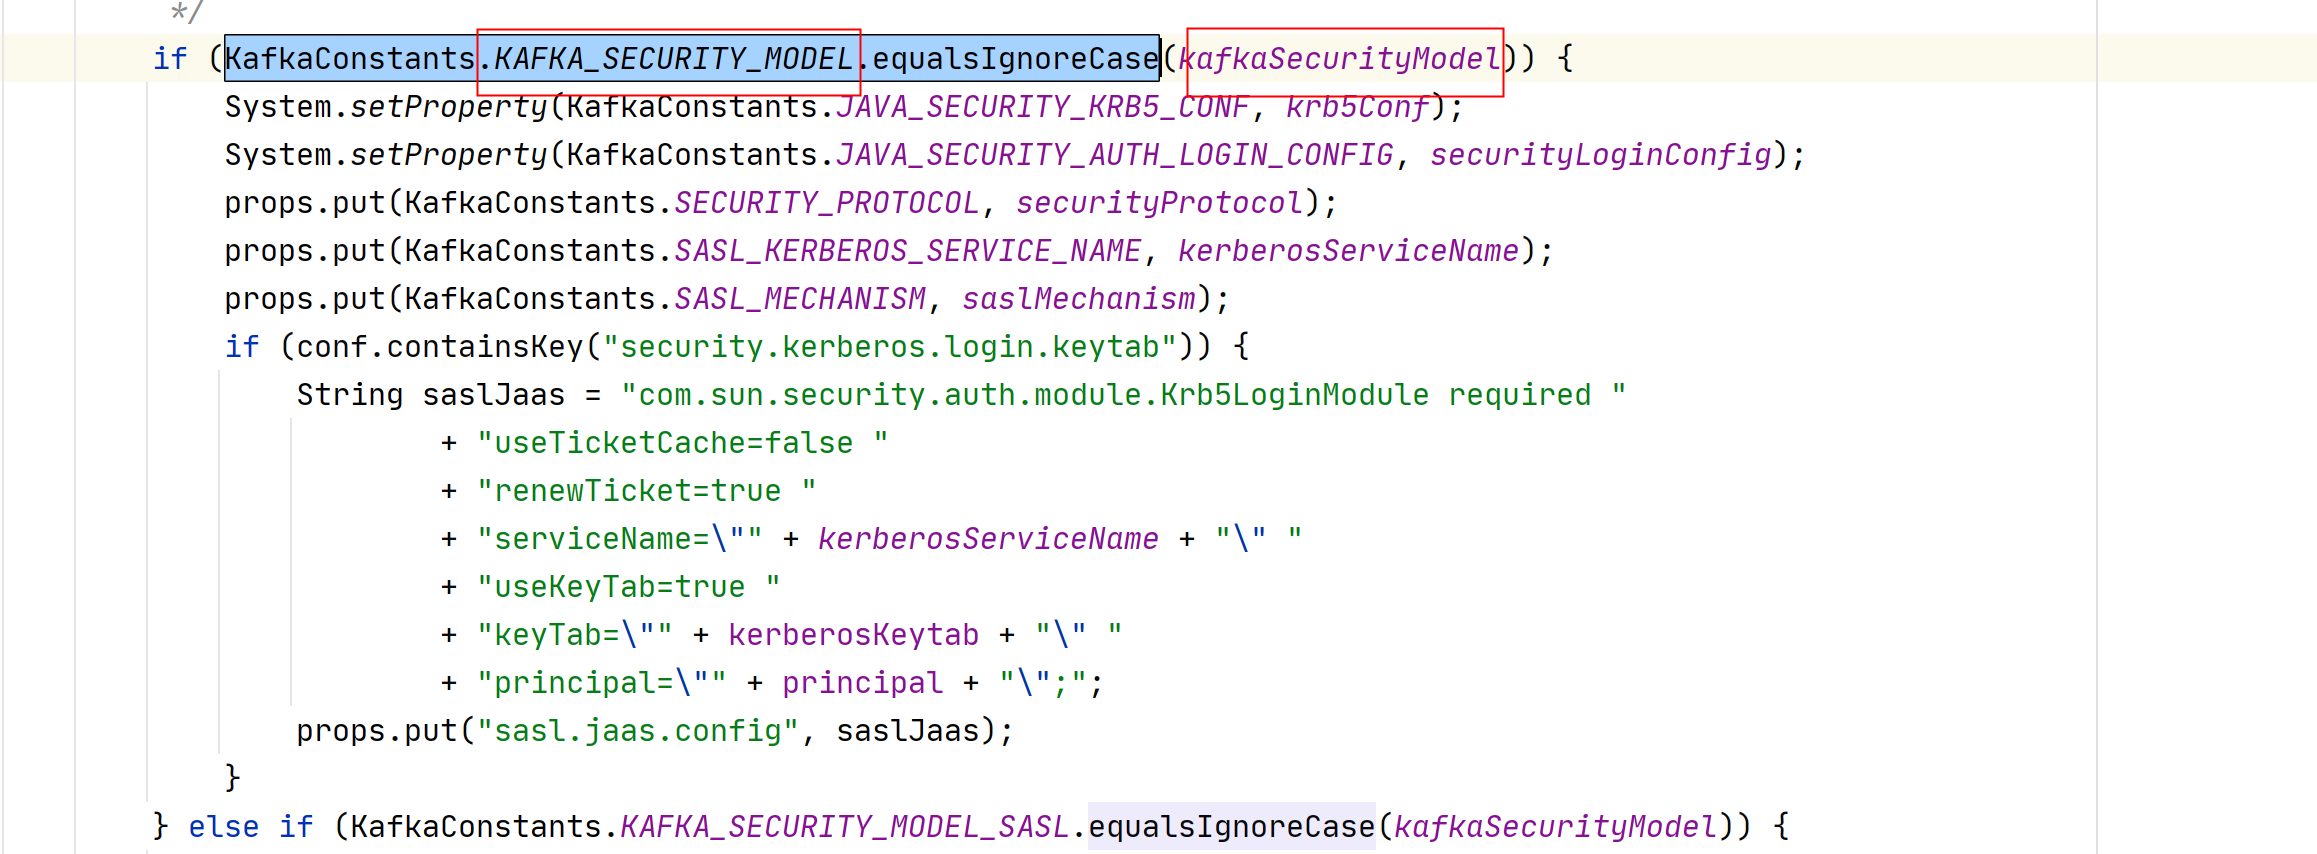 */
if (KafkaConstants.KAFKA_SECURITY_MODEL.equalsIgnoreCase(kafkaSecurityModel)) {
System.setProperty(KafkaConstants.JAVA_SECURITY_KRB5_CONF, krb5Conf);
System.setProperty(KafkaConstants.JAVA_SECURITY_AUTH_LOGIN_CONFIG, securityLoginConfig);
props.put(KafkaConstants.SECURITY_PROTOCOL, securityProtocol);
props.put(KafkaConstants.SASL_KERBEROS_SERVICE_NAME, kerberosServiceName);
props.put(KafkaConstants.SASL_MECHANISM, saslMechanism);
if (conf.containsKey("security.kerberos.login.keytab")) {
String saslJaas = "com.sun.security.auth.module.Krb5LoginModule required "
+ "useTicketCache=false "
+ "renewTicket=true "
+ "serviceName=\"" + kerberosServiceName + "\" "
+ "useKeyTab=true "
+ "keyTab=\"" + kerberosKeytab + "\" "
+ "principal=\"" + principal + "\";";
props.put("sasl.jaas.config", saslJaas);
}
} else if (KafkaConstants.KAFKA_SECURITY_MODEL_SASL.equalsIgnoreCase(kafkaSecurityModel)) {